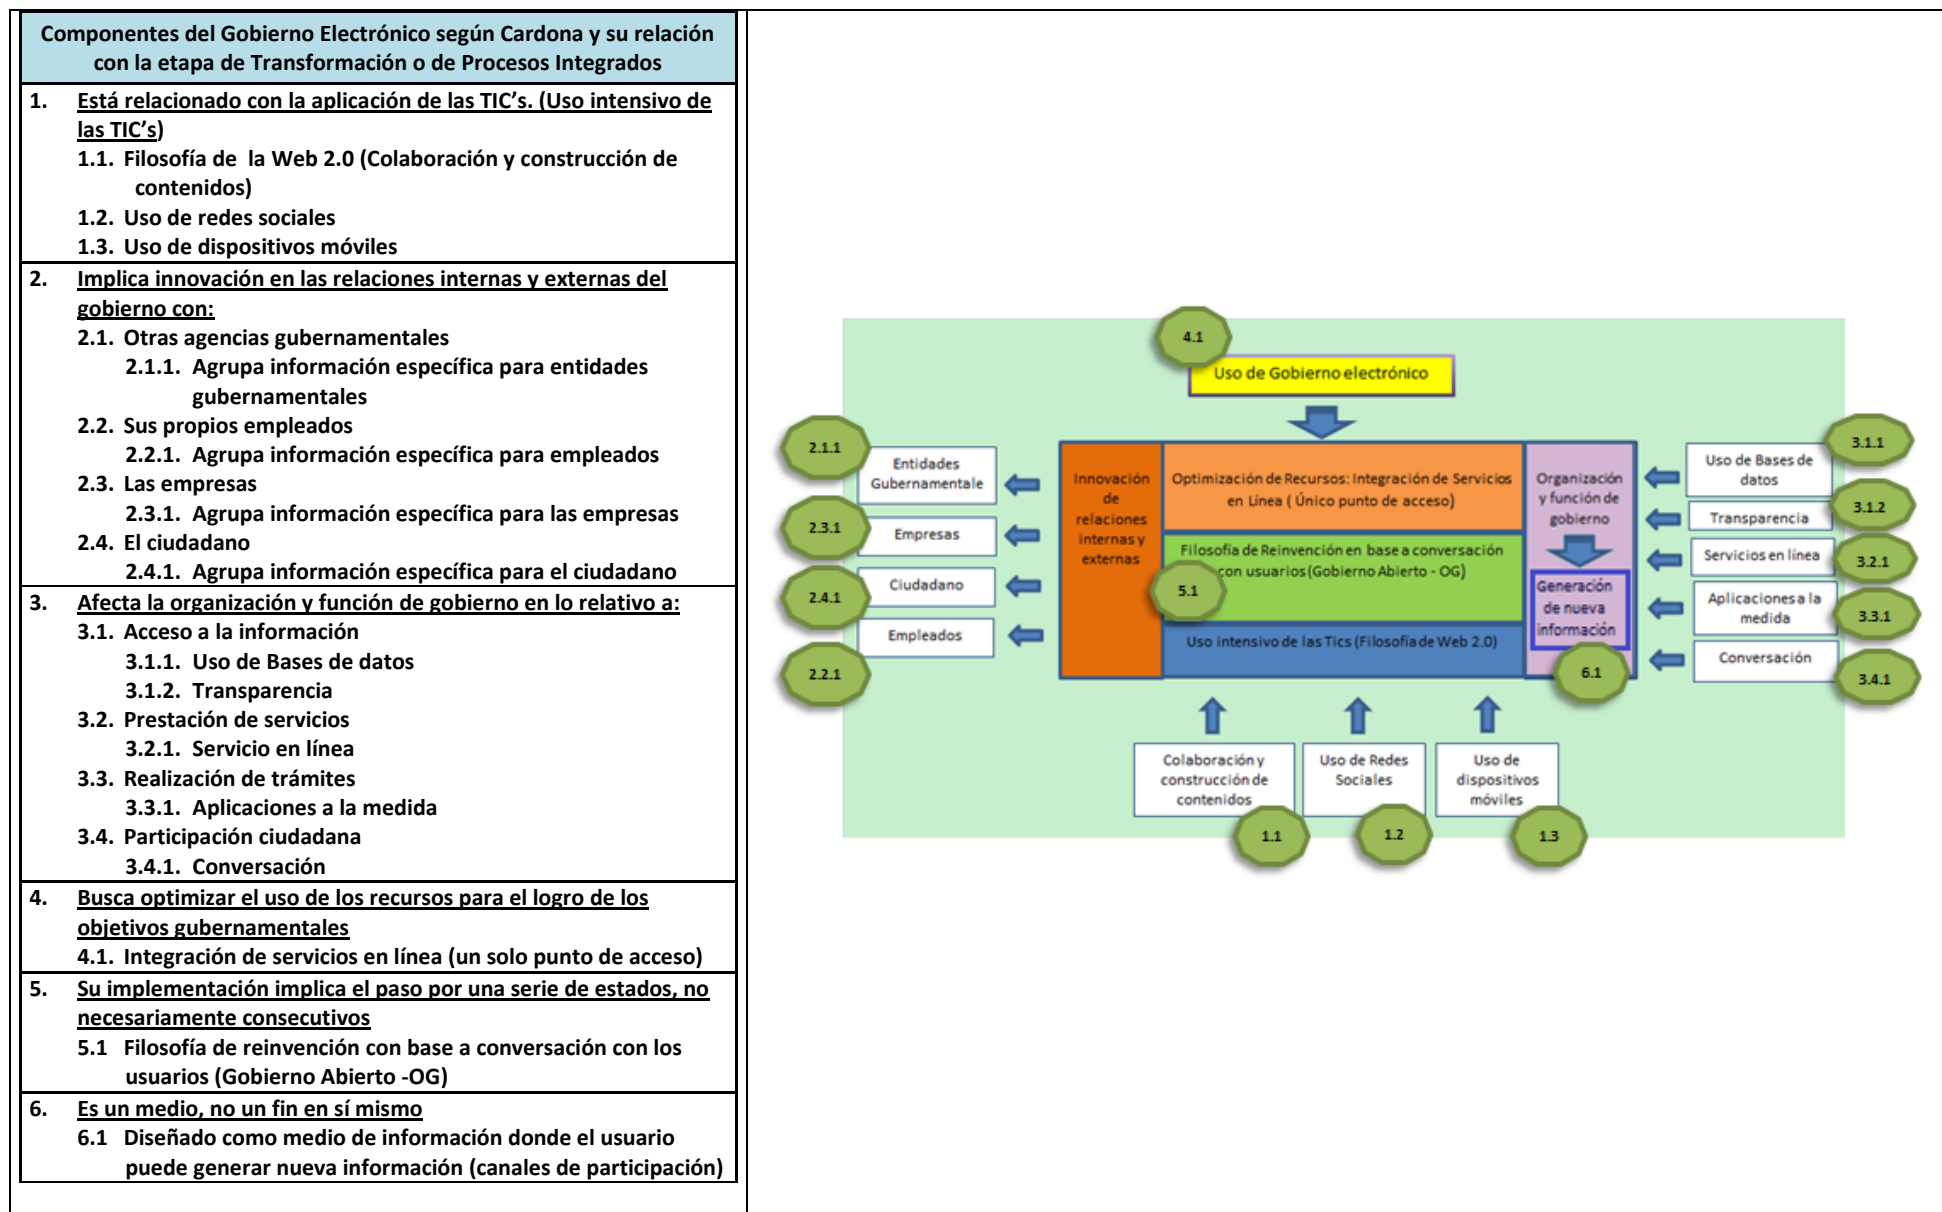 Componentes del Gobierno Electrónico según Cardona y su relación
con la etapa de Transformación o de Procesos Integrados
1. Está relacionado con la aplicación de las TIC's. (Uso intensivo de
las TIC's)
1.1. Filosofía de la Web 2.0 (Colaboración y construcción de
contenidos)
1.2. Uso de redes sociales
1.3. Uso de dispositivos móviles
2. Implica innovación en las relaciones internas y externas del
gobierno con:
2.1. Otras agencias gubernamentales
2.1.1. Agrupa información específica para entidades
gubernamentales
2.2. Sus propios empleados
2.2.1. Agrupa información específica para empleados
2.3. Las empresas
2.3.1. Agrupa información específica para las empresas
2.4. El ciudadano
2.4.1. Agrupa información específica para el ciudadano
3. Afecta la organización y función de gobierno en lo relativo a:
3.1. Acceso a la información
3.1.1. Uso de Bases de datos
3.1.2. Transparencia
3.2. Prestación de servicios
3.2.1. Servicio en línea
3.3. Realización de trámites
3.3.1. Aplicaciones a la medida
3.4. Participación ciudadana
3.4.1. Conversación
4. Busca optimizar el uso de los recursos para el logro de los
objetivos gubernamentales
4.1. Integración de servicios en línea (un solo punto de acceso)
5. Su implementación implica el paso por una serie de estados, no
necesariamente consecutivos
5.1 Filosofía de reinvención con base a conversación con los
usuarios (Gobierno Abierto -OG)
6. Es un medio, no un fin en sí mismo
6.1 Diseñado como medio de información donde el usuario
puede generar nueva información (canales de participación)
4.1
Uso de Gobierno electrónico
2.1.1
Entidades
Gubernamentale
2.3.1
Empresas
2.4.1
Ciudadano
Empleados
2.2.1
Innovación
de
relaciones
internas y
externas
Optimización de Recursos: Integración de Servicios
en Línea ( Único punto de acceso)
Filosofía de Reinvención en base a conversación
con usuarios(Gobierno Abierto - OG)
5.1
Uso intensivo de las Tics (Filosofía de Web 2.0)
Organización
y función de
gobierno
Generación
de nueva
información
6.1
3.1.1
Uso de Bases de
datos
3.1.2
Transparencia
Servicios en línea
3.2.1
Aplicaciones a la
medida
3.3.1
Conversación
3.4.1
Colaboración y
construcción de
contenidos
1.1
Uso de Redes
Sociales
1.2
Uso de
dispositivos
móviles
1.3